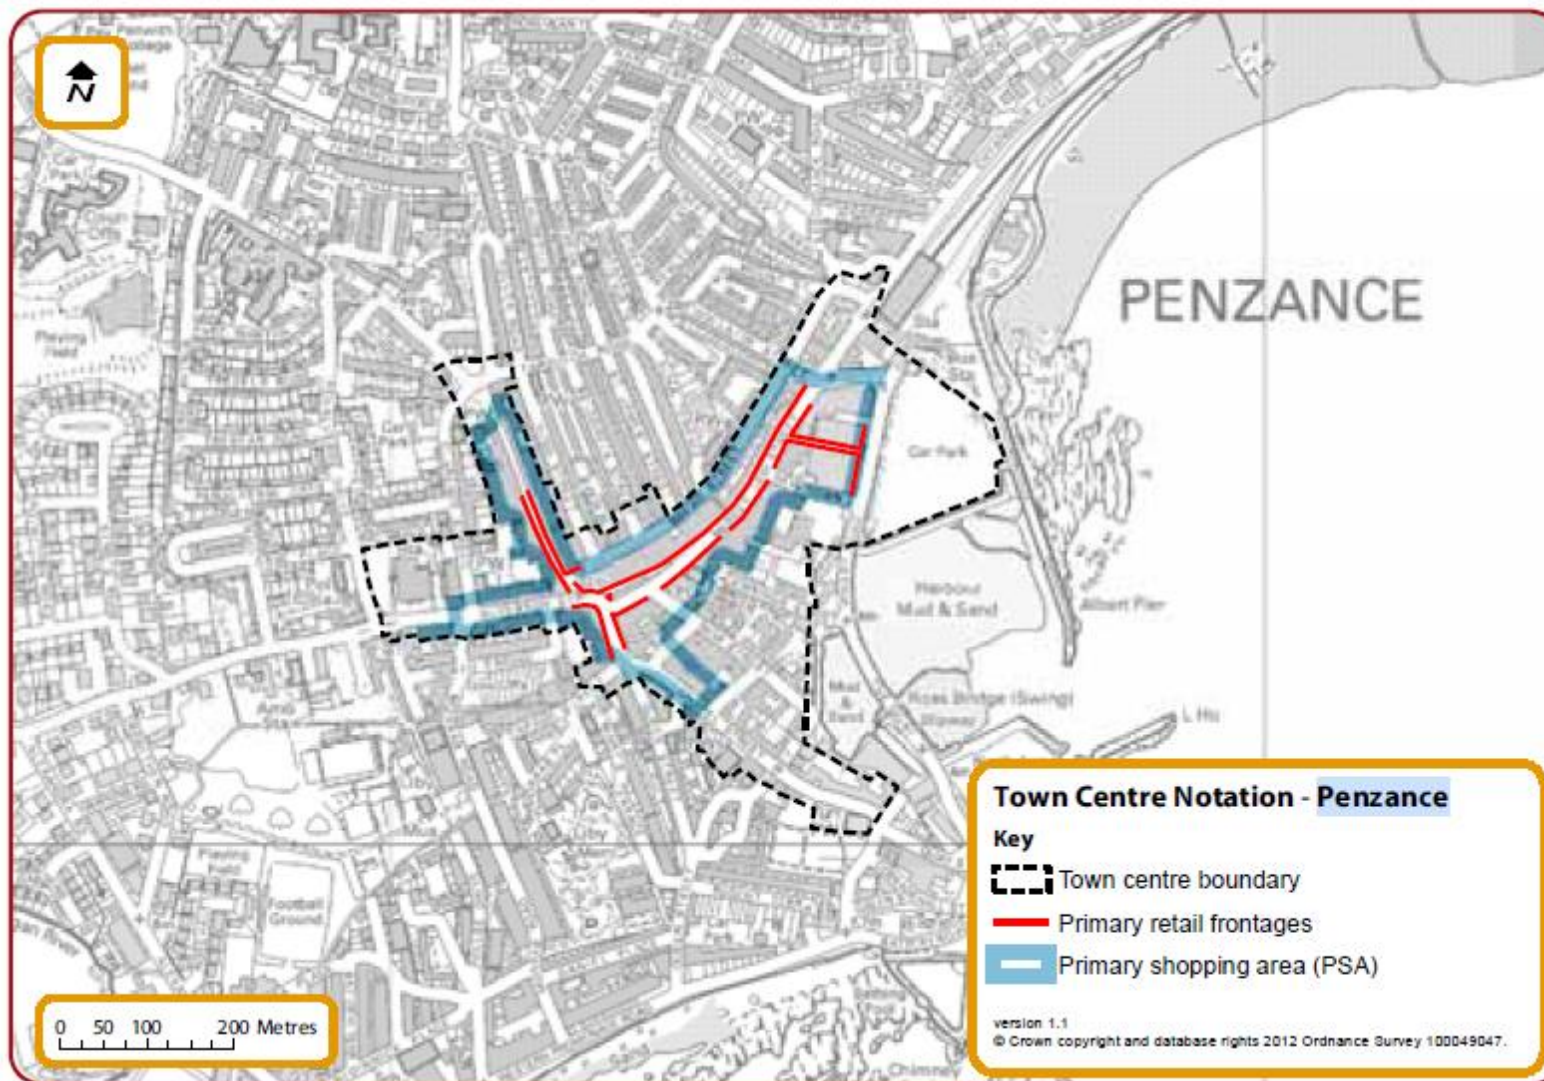 N
PENZANCE
Car Park
Harbour
Mud & Sand
Albert Pier
Mud
&
Sand
Ross Bridge (Swing)
Slipway
Playing
Field
Football
Ground
Chimney
Town Centre Notation - Penzance
Key
Town centre boundary
Primary retail frontages
Primary shopping area (PSA)
version 1.1
© Crown copyright and database rights 2012 Ordnance Survey 100049047.
0 50 100 200 Metres